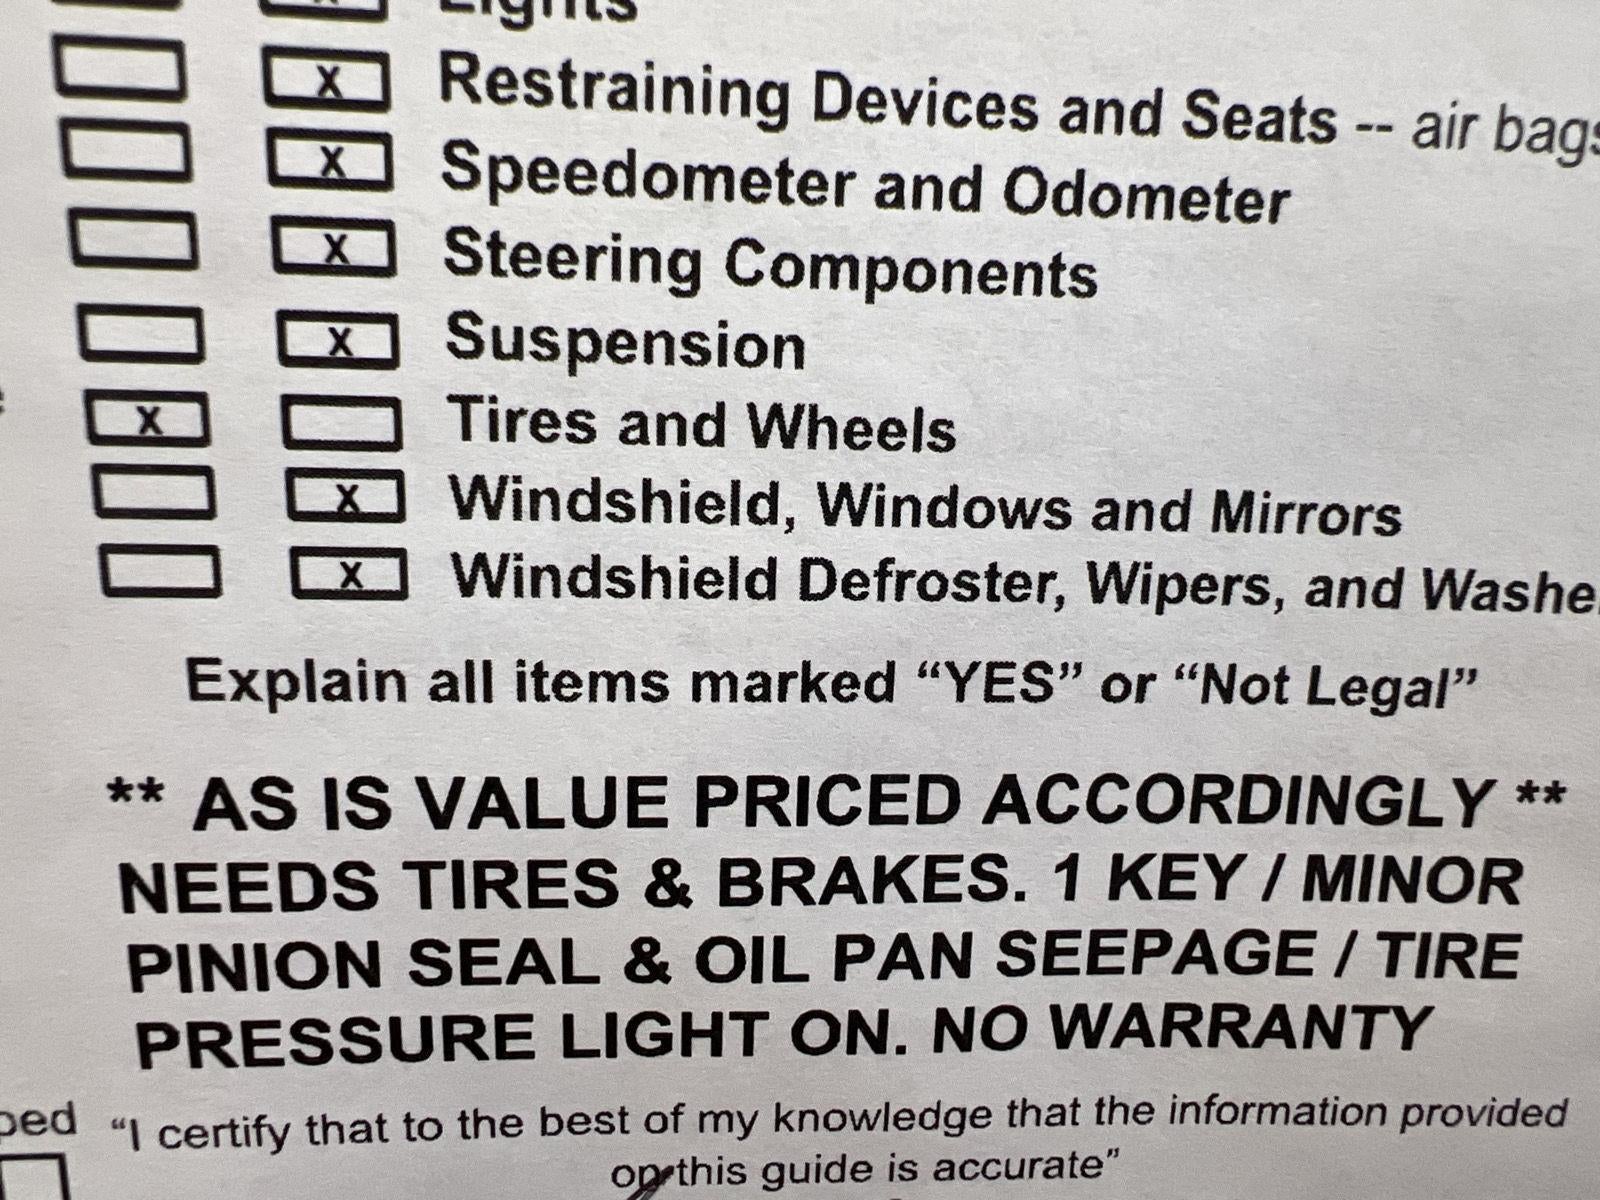 X Lights
X Restraining Devices and Seats -- air bags
X Speedometer and Odometer
X Steering Components
X Suspension
X Tires and Wheels
X Windshield, Windows and Mirrors
X Windshield Defroster, Wipers, and Washe
Explain all items marked “YES” or “Not Legal”
** AS IS VALUE PRICED ACCORDINGLY **
NEEDS TIRES & BRAKES. 1 KEY / MINOR
PINION SEAL & OIL PAN SEEPAGE / TIRE
PRESSURE LIGHT ON. NO WARRANTY
“I certify that to the best of my knowledge that the information provided
on this guide is accurate”